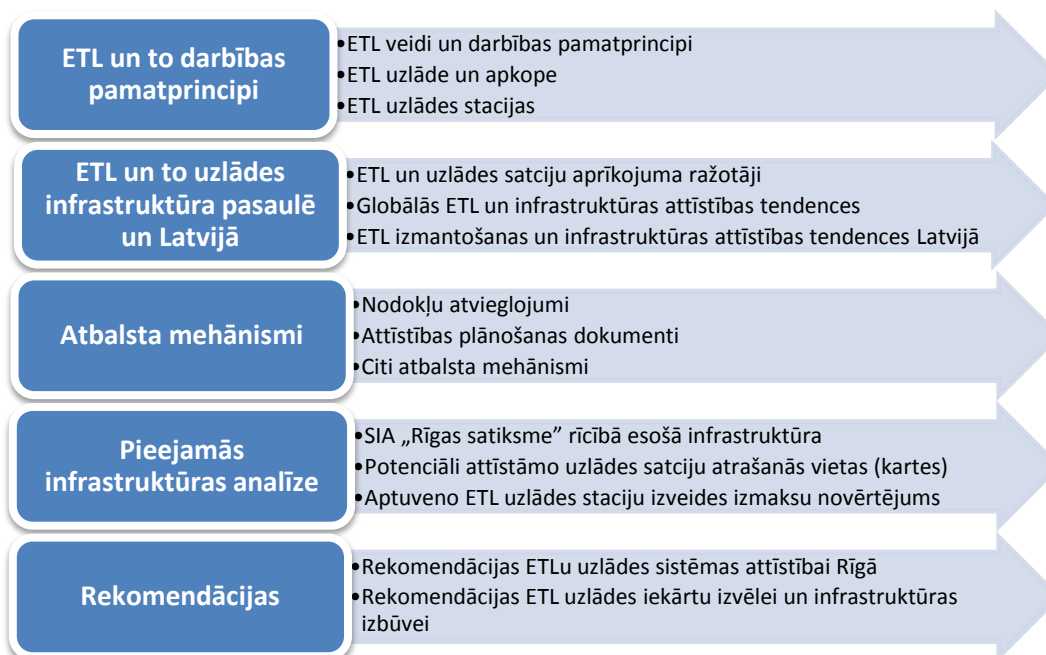 ETL un to darbības
pamatprincipi
•ETL veidi un darbības pamatprincipi
•ETL uzlāde un apkope
•ETL uzlādes stacijas
ETL un to uzlādes
infrastruktūra pasaulē
un Latvijā
•ETL un uzlādes satciju aprīkojuma ražotāji
•Globālās ETL un infrastruktūras attīstības tendences
•ETL izmantošanas un infrastruktūras attīstības tendences Latvijā
Atbalsta mehānismi
•Nodokļu atvieglojumi
•Attīstības plānošanas dokumenti
•Citi atbalsta mehānismi
Pieejamās
infrastruktūras analīze
•SIA „Rīgas satiksme” rīcībā esošā infrastruktūra
•Potenciāli attīstāmo uzlādes satciju atrašanās vietas (kartes)
•Aptuveno ETL uzlādes staciju izveides izmaksu novērtējums
Rekomendācijas
•Rekomendācijas ETLu uzlādes sistēmas attīstībai Rīgā
•Rekomendācijas ETL uzlādes iekārtu izvēlei un infrastruktūras
izbūvei